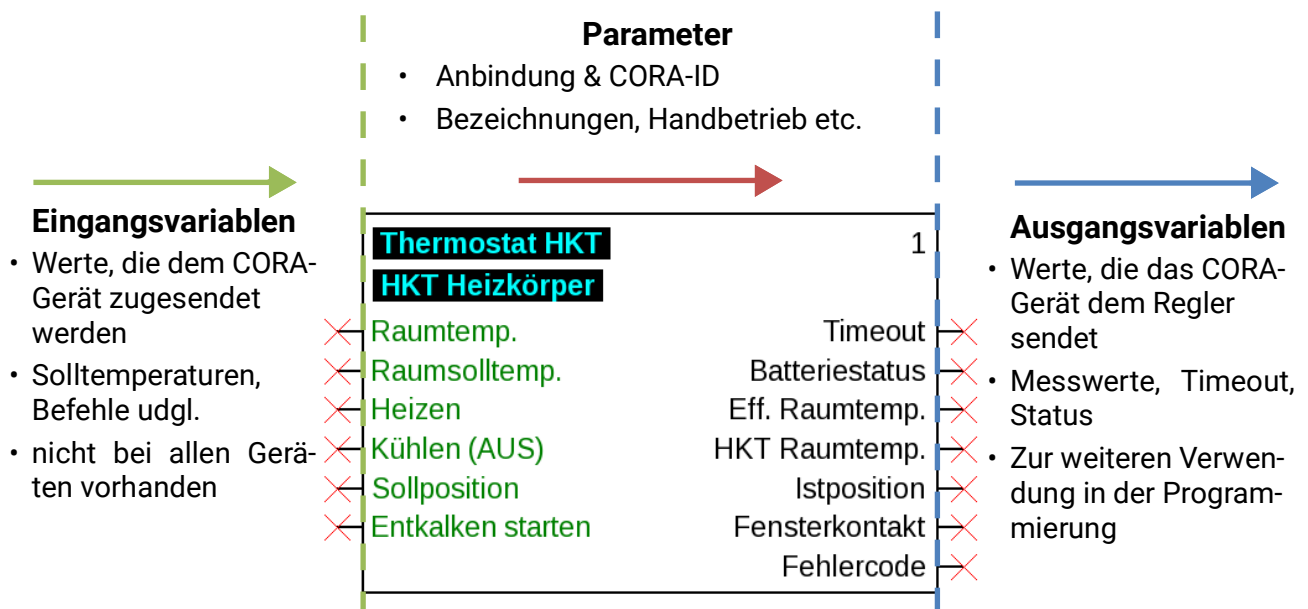 Parameter
• Anbindung & CORA-ID
• Bezeichnungen, Handbetrieb etc.
Eingangsvariablen
• Werte, die dem CORA-
Gerät zugesendet
werden
• Solltemperaturen,
Befehle udgl.
• nicht bei allen Gerä-
ten vorhanden
Thermostat HKT 1
HKT Heizkörper
Raumtemp. Timeout
Raumsolltemp. Batteriestatus
Heizen Eff. Raumtemp.
Kühlen (AUS) HKT Raumtemp.
Sollposition Istposition
Entkalken starten Fensterkontakt
Fehlercode
Ausgangsvariablen
• Werte, die das CORA-
Gerät dem Regler
sendet
• Messwerte, Timeout,
Status
• Zur weiteren Verwen-
dung in der Program-
mierung